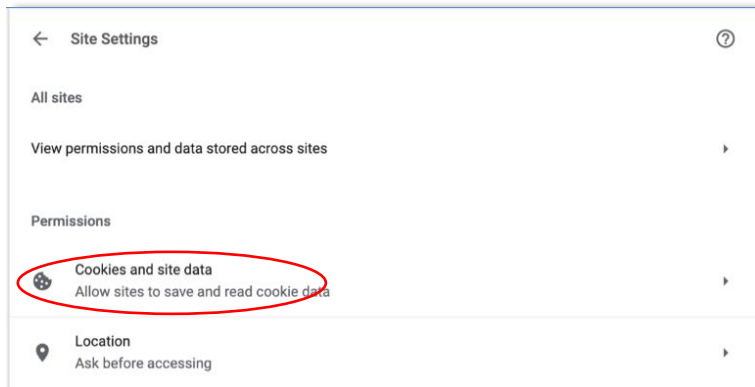 Site Settings
All sites
View permissions and data stored across sites
Permissions
Cookies and site data
Allow sites to save and read cookie data
Location
Ask before accessing